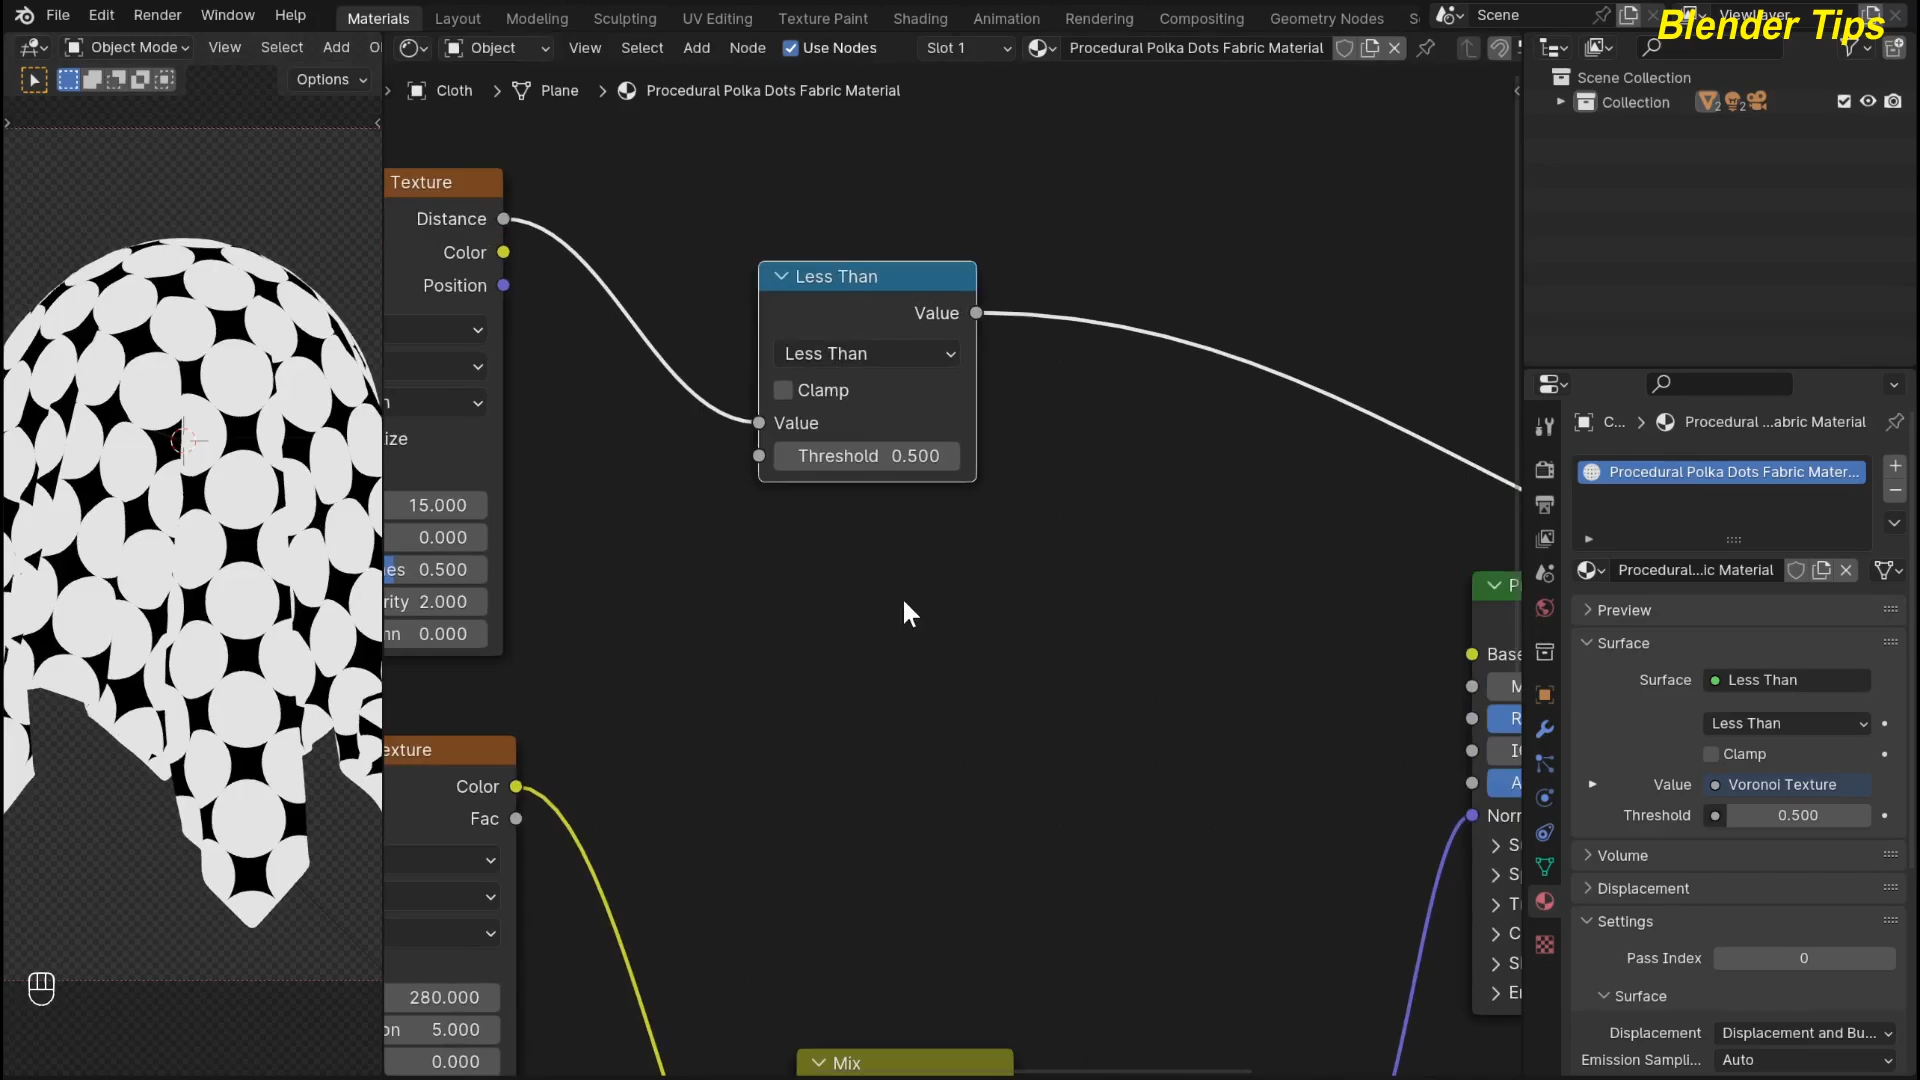 File Edit Render Window Help
Materials Layout Modeling Sculpting UV Editing Texture Paint Shading Animation Rendering Compositing Geometry Nodes
Scene
Blender Tips
Object Mode View Select Add
Object View Select Add Node Use Nodes Slot 1 Procedural Polka Dots Fabric Material
Options
Cloth Plane Procedural Polka Dots Fabric Material
Scene Collection
Collection 2 2
Texture
Distance
Color
Position
15.000
0.000
0.500
2.000
0.000
Less Than
Value
Less Than
Clamp
Value
Threshold 0.500
Color
Fac
280.000
5.000
0.000
Mix
C... Procedural ...abric Material
Procedural Polka Dots Fabric Mater...
Procedural...ic Material
Preview
Surface
Surface Less Than
Less Than
Clamp
Value Voronoi Texture
Threshold 0.500
Volume
Displacement
Settings
Pass Index 0
Surface
Displacement Displacement and Bu...
Emission Sampli... Auto